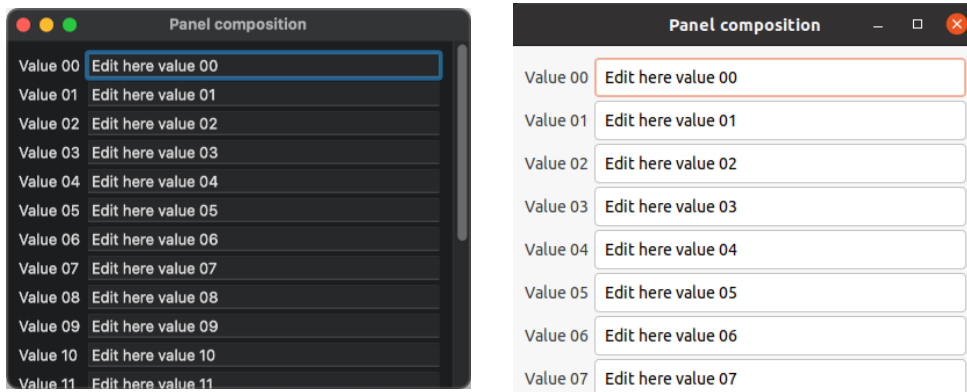 Panel composition
Value 00 Edit here value 00
Value 01 Edit here value 01
Value 02 Edit here value 02
Value 03 Edit here value 03
Value 04 Edit here value 04
Value 05 Edit here value 05
Value 06 Edit here value 06
Value 07 Edit here value 07
Value 08 Edit here value 08
Value 09 Edit here value 09
Value 10 Edit here value 10
Value 11 Edit here value 11
Panel composition
Value 00 Edit here value 00
Value 01 Edit here value 01
Value 02 Edit here value 02
Value 03 Edit here value 03
Value 04 Edit here value 04
Value 05 Edit here value 05
Value 06 Edit here value 06
Value 07 Edit here value 07